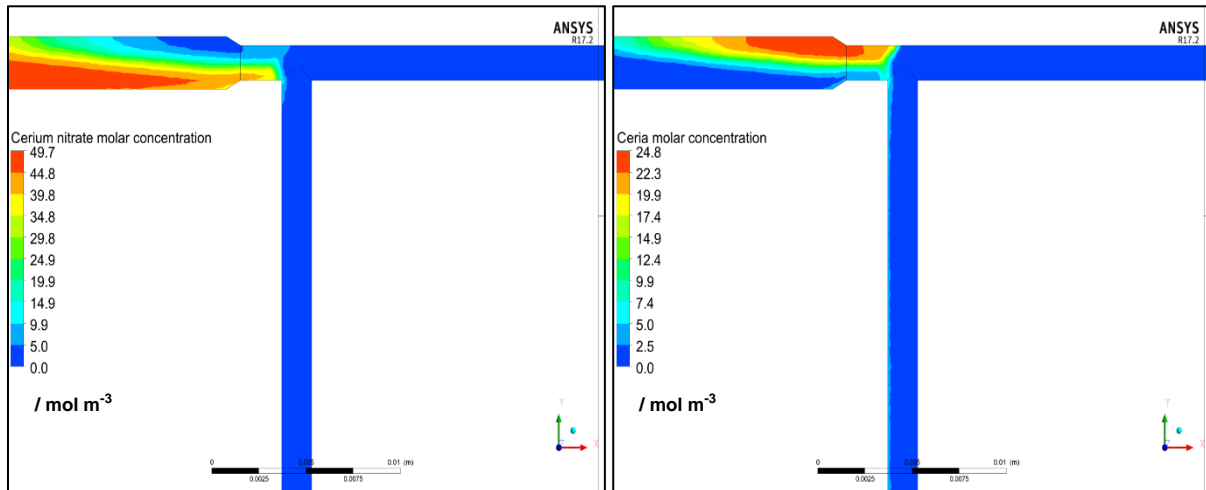 ANSYS
R17.2
Cerium nitrate molar concentration
49.7
44.8
39.8
34.8
29.8
24.9
19.9
14.9
9.9
5.0
0.0
/ mol m-3
Y
X
0 0.005 0.01 (m)
0.0025 0.0075
ANSYS
R17.2
Ceria molar concentration
24.8
22.3
19.9
17.4
14.9
12.4
9.9
7.4
5.0
2.5
0.0
/ mol m-3
Y
X
0 0.005 0.01 (m)
0.0025 0.0075